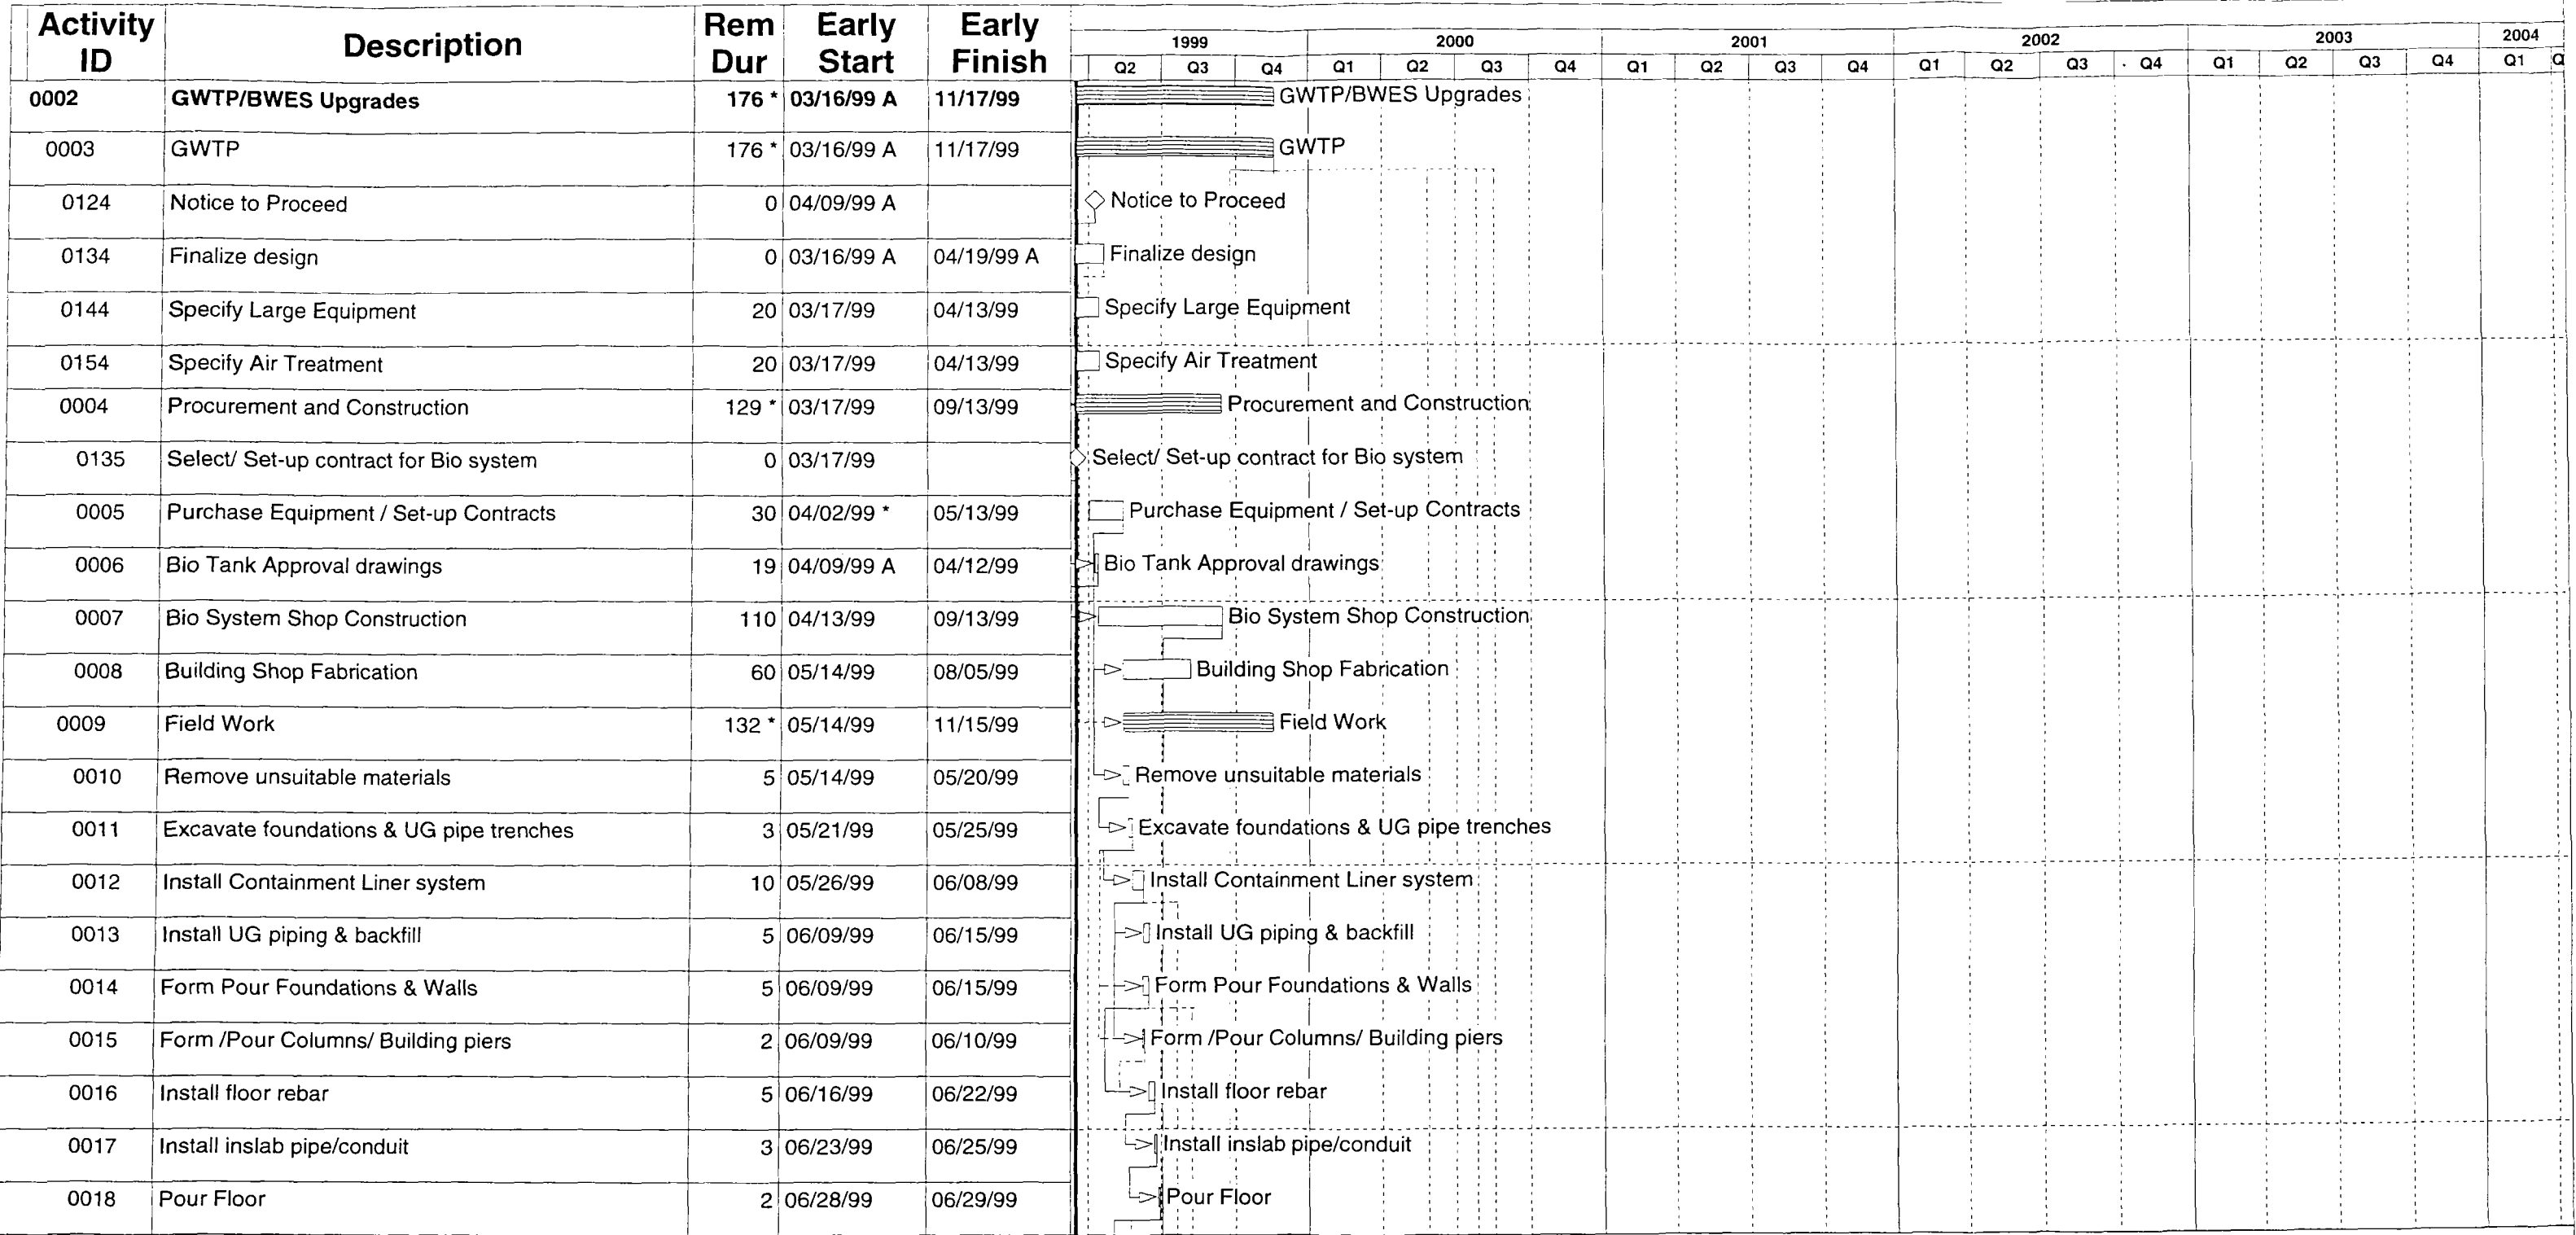 Activity ID Description Rem Dur Early Start Early Finish
1999 2000 2001 2002 2003 2004
Q2 Q3 Q4 Q1 Q2 Q3 Q4 Q1 Q2 Q3 Q4 Q1 Q2 Q3 Q4 Q1 Q2 Q3 Q4 Q1 Q
0002 GWTP/BWES Upgrades 176 * 03/16/99 A 11/17/99 GWTP/BWES Upgrades
0003 GWTP 176 * 03/16/99 A 11/17/99 GWTP
0124 Notice to Proceed 0 04/09/99 A Notice to Proceed
0134 Finalize design 0 03/16/99 A 04/19/99 A Finalize design
0144 Specify Large Equipment 20 03/17/99 04/13/99 Specify Large Equipment
0154 Specify Air Treatment 20 03/17/99 04/13/99 Specify Air Treatment
0004 Procurement and Construction 129 * 03/17/99 09/13/99 Procurement and Construction
0135 Select/ Set-up contract for Bio system 0 03/17/99 Select/ Set-up contract for Bio system
0005 Purchase Equipment / Set-up Contracts 30 04/02/99 * 05/13/99 Purchase Equipment / Set-up Contracts
0006 Bio Tank Approval drawings 19 04/09/99 A 04/12/99 Bio Tank Approval drawings
0007 Bio System Shop Construction 110 04/13/99 09/13/99 Bio System Shop Construction
0008 Building Shop Fabrication 60 05/14/99 08/05/99 Building Shop Fabrication
0009 Field Work 132 * 05/14/99 11/15/99 Field Work
0010 Remove unsuitable materials 5 05/14/99 05/20/99 Remove unsuitable materials
0011 Excavate foundations & UG pipe trenches 3 05/21/99 05/25/99 Excavate foundations & UG pipe trenches
0012 Install Containment Liner system 10 05/26/99 06/08/99 Install Containment Liner system
0013 Install UG piping & backfill 5 06/09/99 06/15/99 Install UG piping & backfill
0014 Form Pour Foundations & Walls 5 06/09/99 06/15/99 Form Pour Foundations & Walls
0015 Form /Pour Columns/ Building piers 2 06/09/99 06/10/99 Form /Pour Columns/ Building piers
0016 Install floor rebar 5 06/16/99 06/22/99 Install floor rebar
0017 Install inslab pipe/conduit 3 06/23/99 06/25/99 Install inslab pipe/conduit
0018 Pour Floor 2 06/28/99 06/29/99 Pour Floor